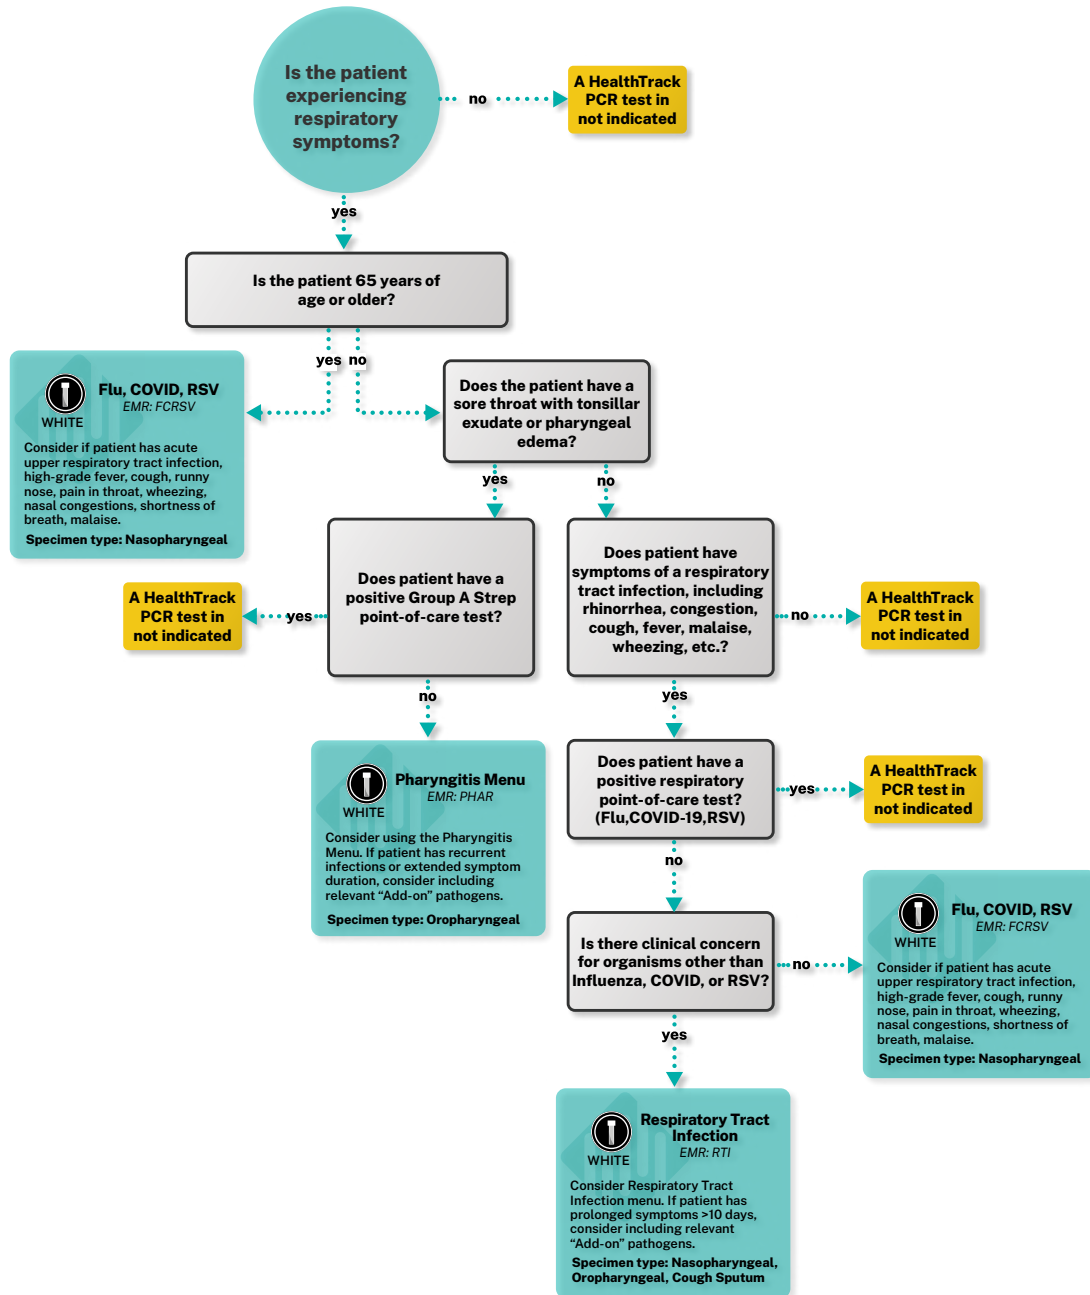 Is the patient
experiencing
respiratory
symptoms?
no
A HealthTrack
PCR test in
not indicated
yes
Is the patient 65 years of
age or older?
yes no
WHITE
Flu, COVID, RSV
EMR: FCRSV
Consider if patient has acute
upper respiratory tract infection,
high-grade fever, cough, runny
nose, pain in throat, wheezing,
nasal congestions, shortness of
breath, malaise.
Specimen type: Nasopharyngeal
Does the patient have a
sore throat with tonsillar
exudate or pharyngeal
edema?
yes
no
Does patient have a
positive Group A Strep
point-of-care test?
yes
A HealthTrack
PCR test in
not indicated
Does patient have
symptoms of a respiratory
tract infection, including
rhinorrhea, congestion,
cough, fever, malaise,
wheezing, etc.?
no
A HealthTrack
PCR test in
not indicated
no
yes
WHITE
Pharyngitis Menu
EMR: PHAR
Consider using the Pharyngitis
Menu. If patient has recurrent
infections or extended symptom
duration, consider including
relevant “Add-on” pathogens.
Specimen type: Oropharyngeal
Does patient have a
positive respiratory
point-of-care test?
(Flu,COVID-19,RSV)
yes
A HealthTrack
PCR test in
not indicated
no
Is there clinical concern
for organisms other than
Influenza, COVID, or RSV?
no
WHITE
Flu, COVID, RSV
EMR: FCRSV
Consider if patient has acute
upper respiratory tract infection,
high-grade fever, cough, runny
nose, pain in throat, wheezing,
nasal congestions, shortness of
breath, malaise.
Specimen type: Nasopharyngeal
yes
WHITE
Respiratory Tract
Infection
EMR: RTI
Consider Respiratory Tract
Infection menu. If patient has
prolonged symptoms >10 days,
consider including relevant
“Add-on” pathogens.
Specimen type: Nasopharyngeal,
Oropharyngeal, Cough Sputum